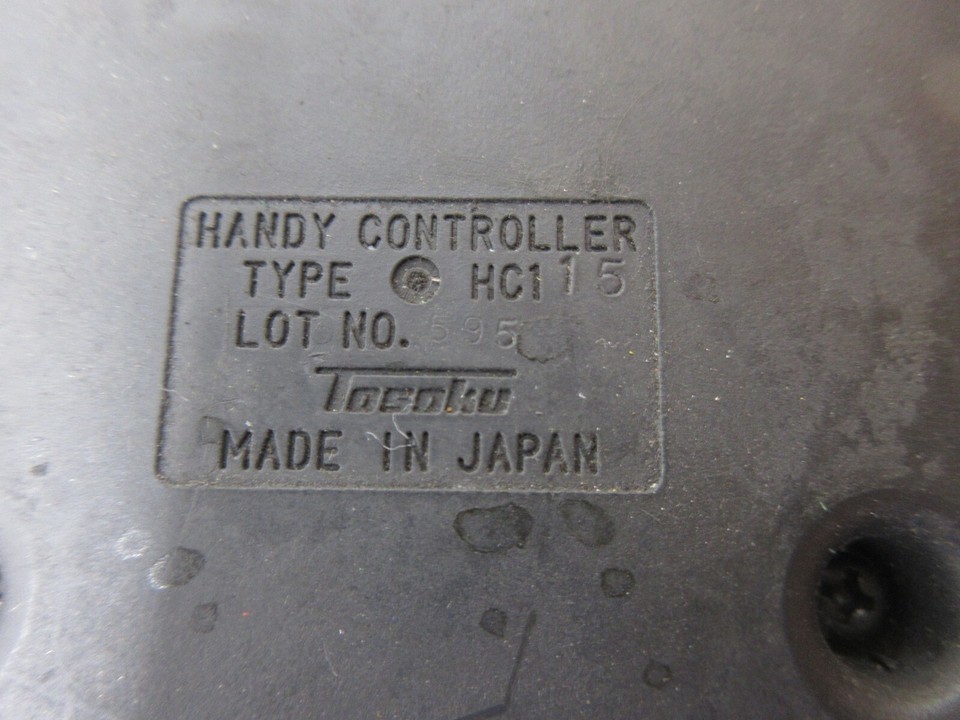 HANDY CONTROLLER
TYPE HC115
LOT NO. 595
Tosoku
MADE IN JAPAN